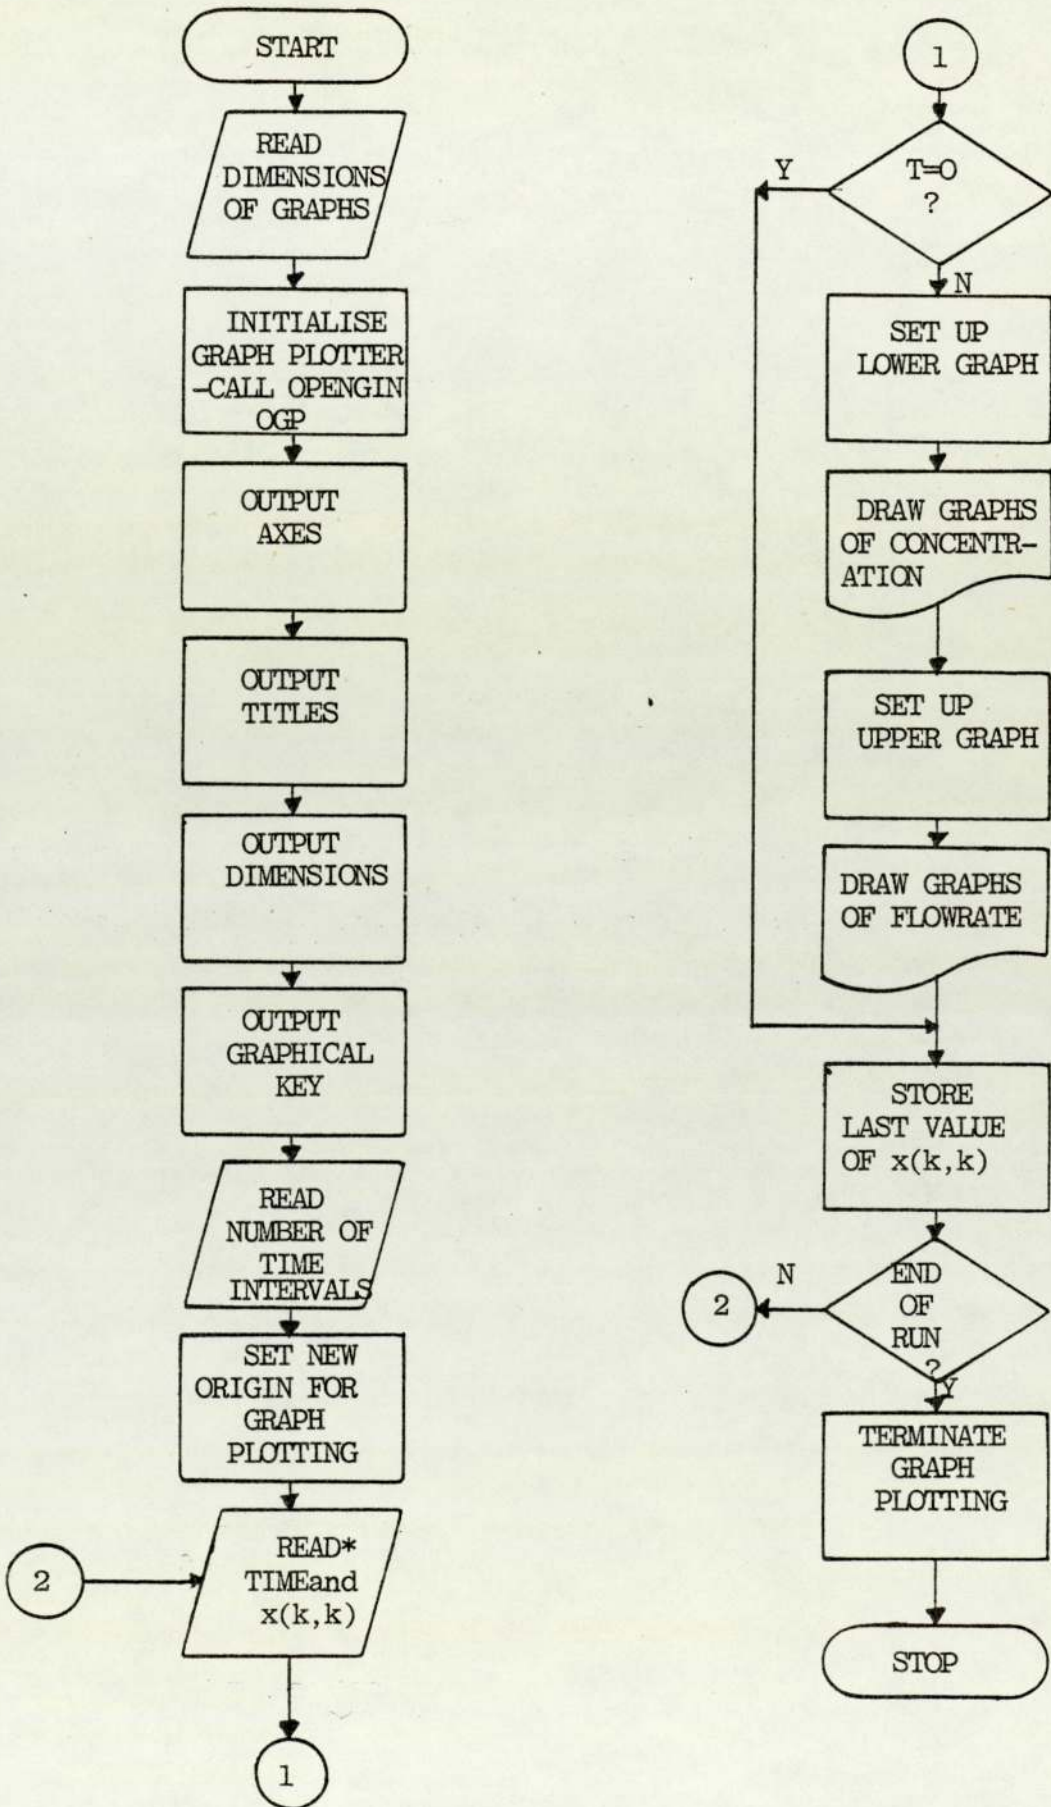 START
READ
DIMENSIONS
OF GRAPHS
INITIALISE
GRAPH PLOTTER
-CALL OPENGIN
OGP
OUTPUT
AXES
OUTPUT
TITLES
OUTPUT
DIMENSIONS
OUTPUT
GRAPHICAL
KEY
READ
NUMBER OF
TIME
INTERVALS
SET NEW
ORIGIN FOR
GRAPH
PLOTTING
2
READ*
TIMEand
x(k,k)
1
1
T=O
?
Y
N
SET UP
LOWER GRAPH
DRAW GRAPHS
OF CONCENTR-
ATION
SET UP
UPPER GRAPH
DRAW GRAPHS
OF FLOWRATE
STORE
LAST VALUE
OF x(k,k)
END
OF
RUN
?
N
2
Y
TERMINATE
GRAPH
PLOTTING
STOP